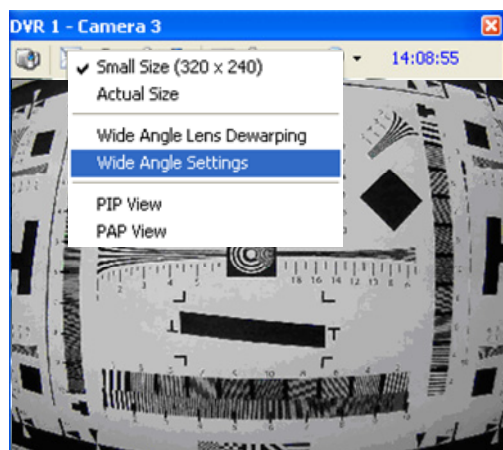 DVR 1 - Camera 3
14:08:55
Small Size (320 x 240)
Actual Size
Wide Angle Lens Dewarping
Wide Angle Settings
PIP View
PAP View